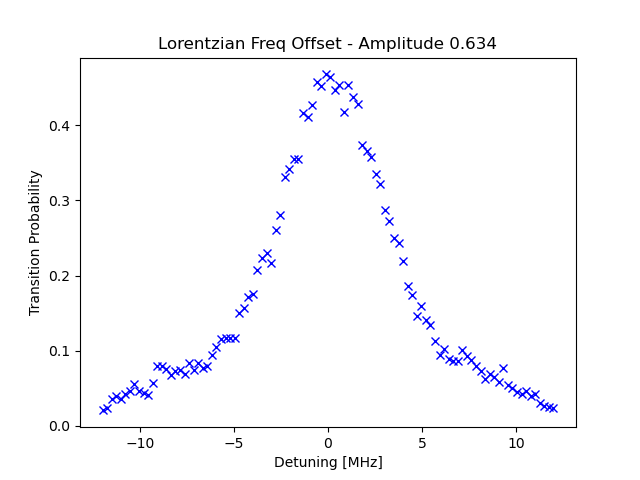 Lorentzian Freq Offset - Amplitude 0.634
Transition Probability
0.4
0.3
0.2
0.1
0.0
−10 −5 0 5 10
Detuning [MHz]